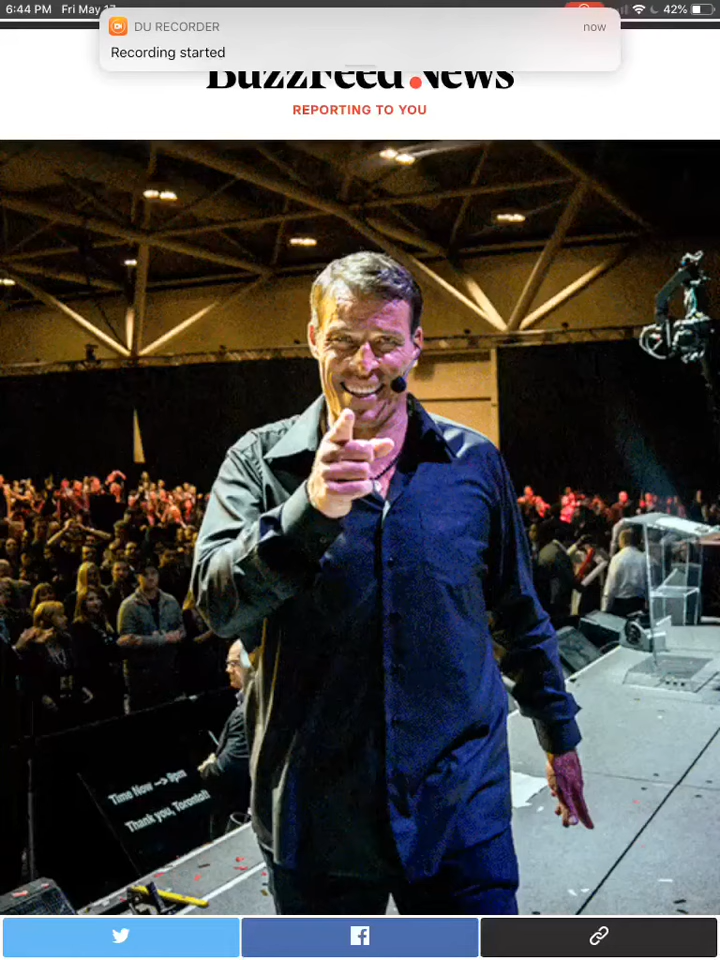 6:44 PM Fri May 42%
DU RECORDER now
Recording started
BuzzFeed News
REPORTING TO YOU
Time Now --> 9pm
Thank you, Toronto!!